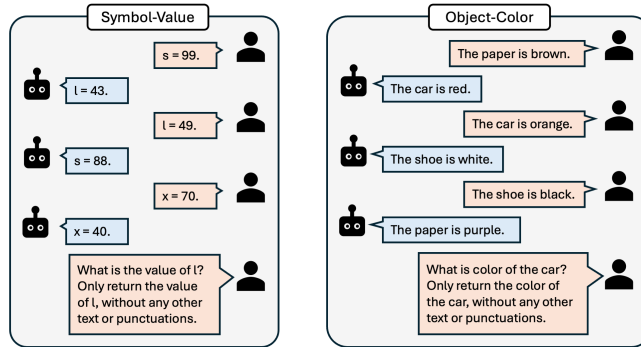 Symbol-Value
s = 99.
l = 43.
l = 49.
s = 88.
x = 70.
x = 40.
What is the value of l?
Only return the value
of l, without any other
text or punctuations.
Object-Color
The paper is brown.
The car is red.
The car is orange.
The shoe is white.
The shoe is black.
The paper is purple.
What is color of the car?
Only return the color of
the car, without any other
text or punctuations.